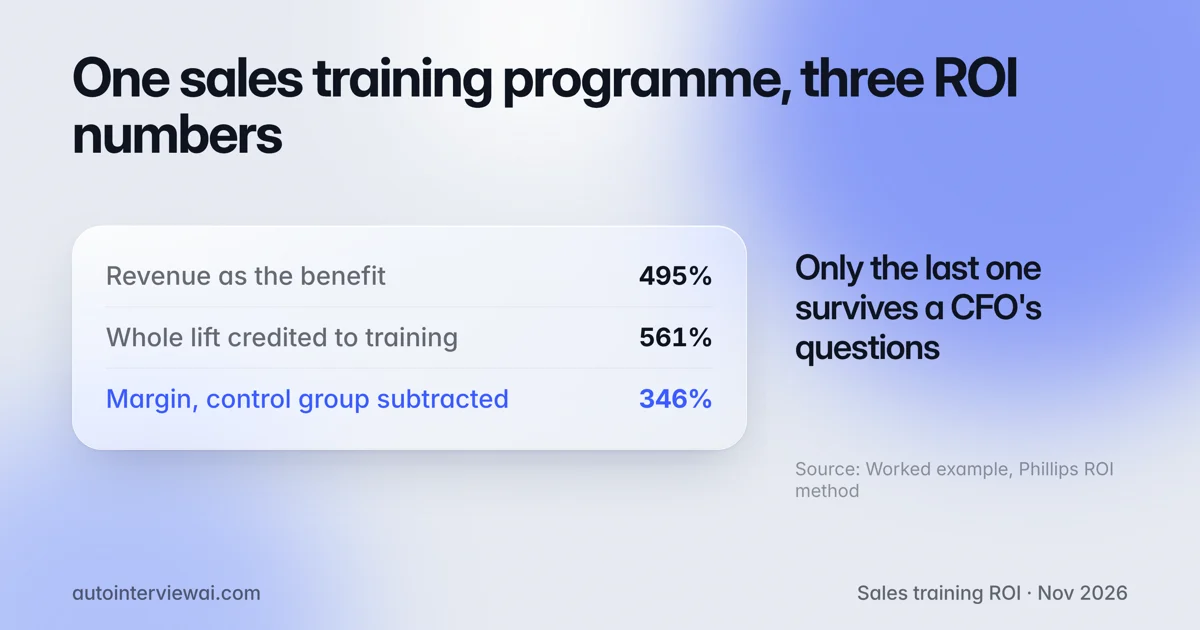 One sales training programme, three ROI
numbers
Revenue as the benefit 495%
Whole lift credited to training 561%
Margin, control group subtracted 346%
Only the last one
survives a CFO's
questions
Source: Worked example, Phillips ROI
method
autointerviewai.com
Sales training ROI · Nov 2026